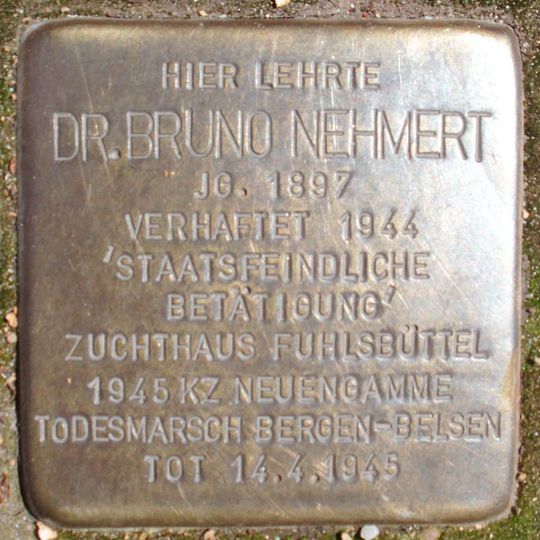 HIER LEHRTE
DR. BRUNO NEHMERT
JG. 1897
VERHAFTET 1944
'STAATSFEINDLICHE
BETÄTIGUNG'
ZUCHTHAUS FUHLSBÜTTEL
1945 KZ NEUENGAMME
TODESMARSCH BERGEN-BELSEN
TOT 14.4.1945